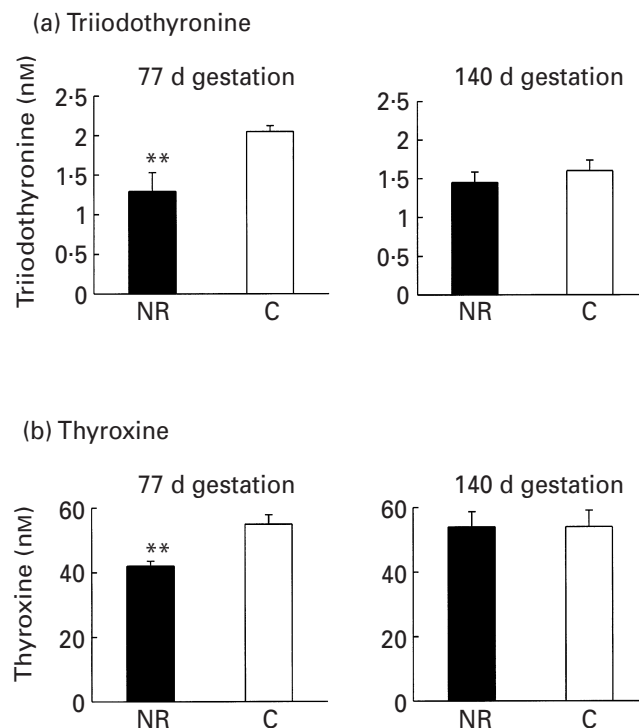 (a) Triiodothyronine
77 d gestation
140 d gestation
Triiodothyronine (nM)
2·5
2
1·5
1
0·5
0
**
NR
C
2·5
2
1·5
1
0·5
0
NR
C
(b) Thyroxine
77 d gestation
140 d gestation
Thyroxine (nM)
60
40
20
0
**
NR
C
60
40
20
0
NR
C